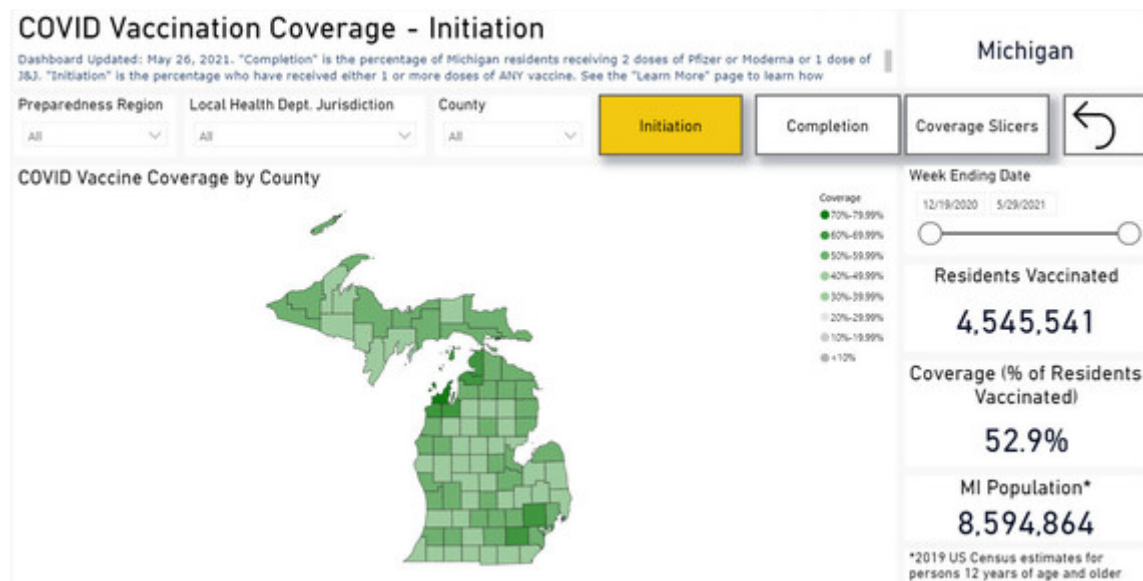 COVID Vaccination Coverage - Initiation
Dashboard Updated: May 26, 2021. "Completion" is the percentage of Michigan residents receiving 2 doses of Pfizer or Moderna or 1 dose of
J&J. "Initiation" is the percentage who have received either 1 or more doses of ANY vaccine. See the "Learn More" page to learn how
Michigan
Preparedness Region
All
Local Health Dept. Jurisdiction
All
County
All
Initiation
Completion
Coverage Slicers
COVID Vaccine Coverage by County
Coverage
70%-79.99%
60%-69.99%
50%-59.99%
40%-49.99%
30%-39.99%
20%-29.99%
10%-19.99%
<10%
Week Ending Date
12/19/2020 5/29/2021
Residents Vaccinated
4,545,541
Coverage (% of Residents
Vaccinated)
52.9%
MI Population*
8,594,864
*2019 US Census estimates for
persons 12 years of age and older